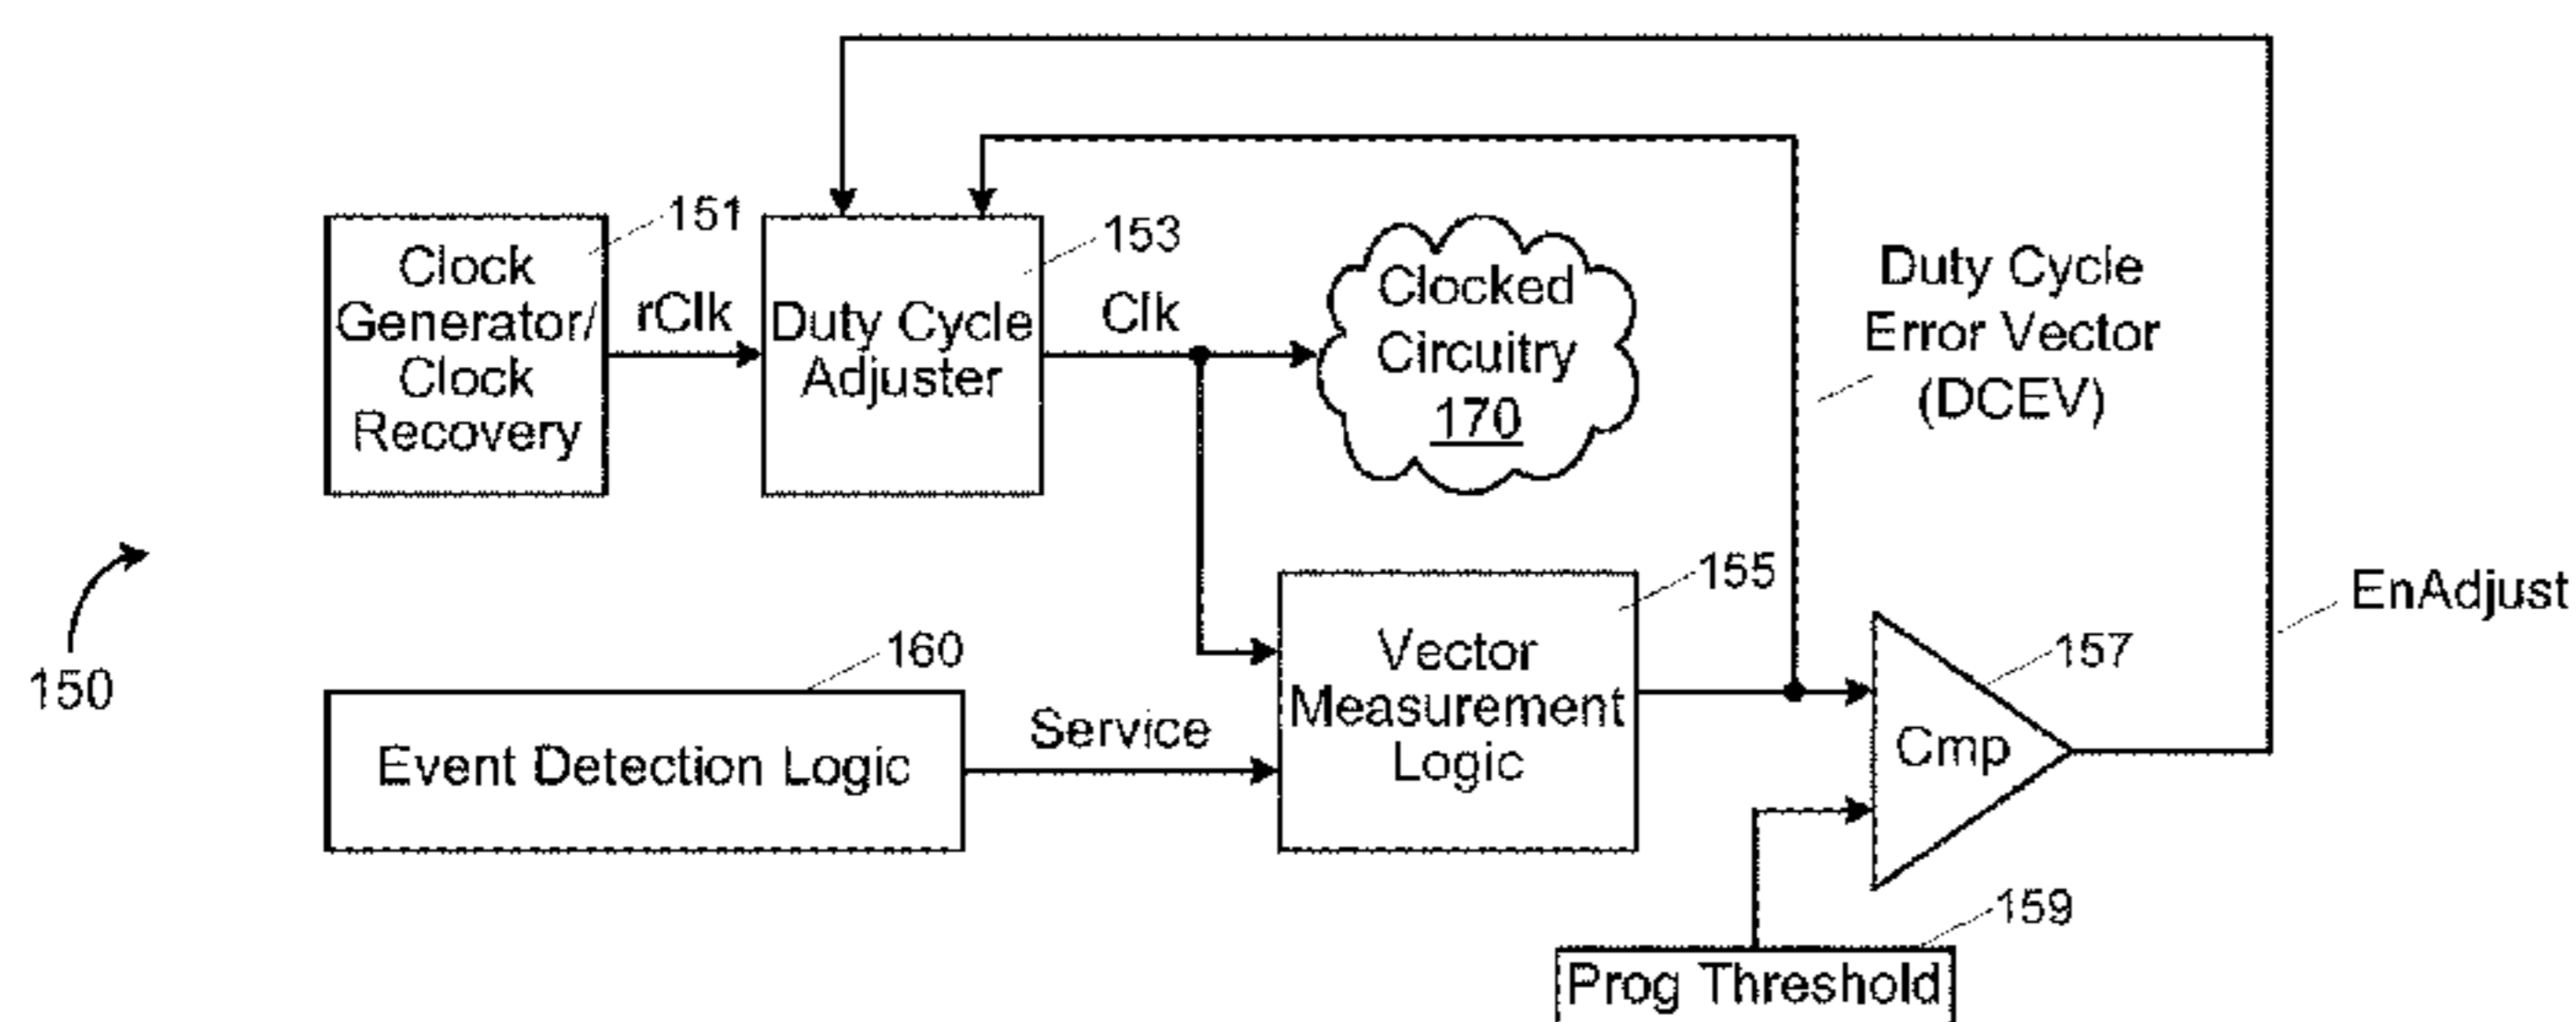 151
Clock
Generator/
Clock
Recovery
rClk
153
Duty Cycle
Adjuster
Clk
Clocked
Circuitry
170
Duty Cycle
Error Vector
(DCEV)
150
160
Event Detection Logic
Service
155
Vector
Measurement
Logic
157
Cmp
EnAdjust
159
Prog Threshold